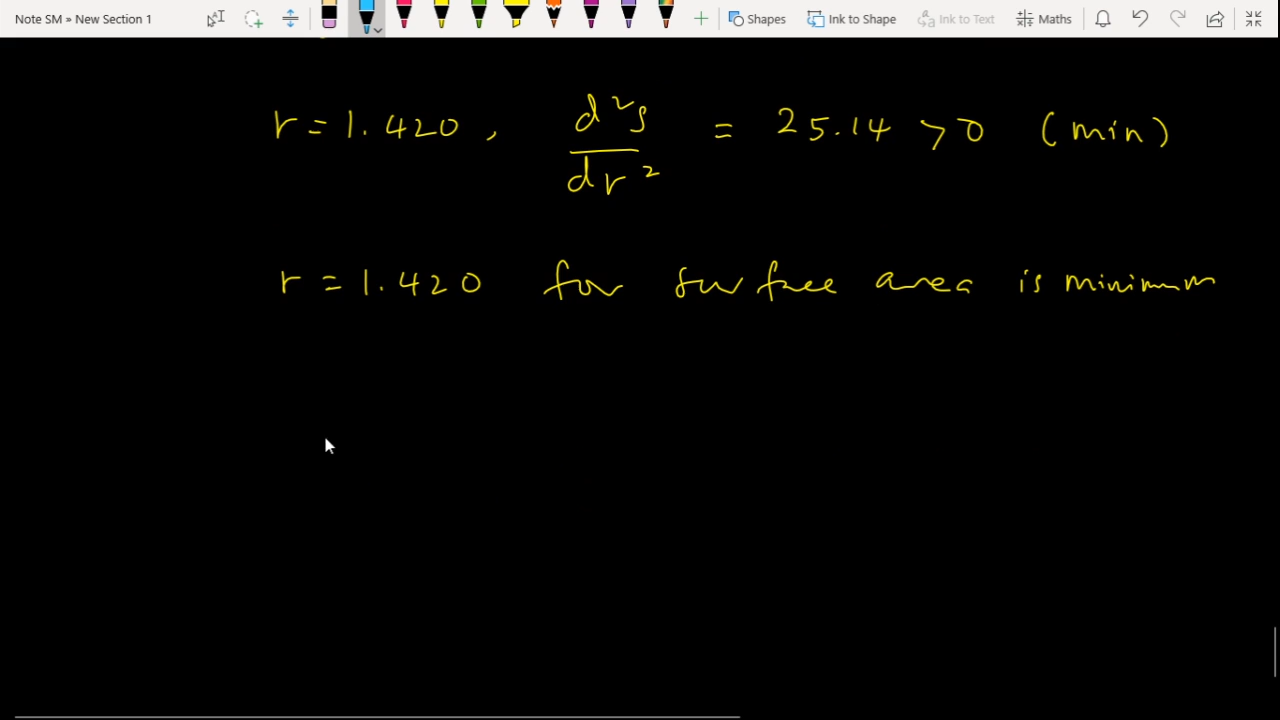 Note SM » New Section 1
Shapes
Ink to Shape
Ink to Text
Maths
r = 1.420, d²s/dr² = 25.14 > 0 (min)
r = 1.420 for surface area is minimum